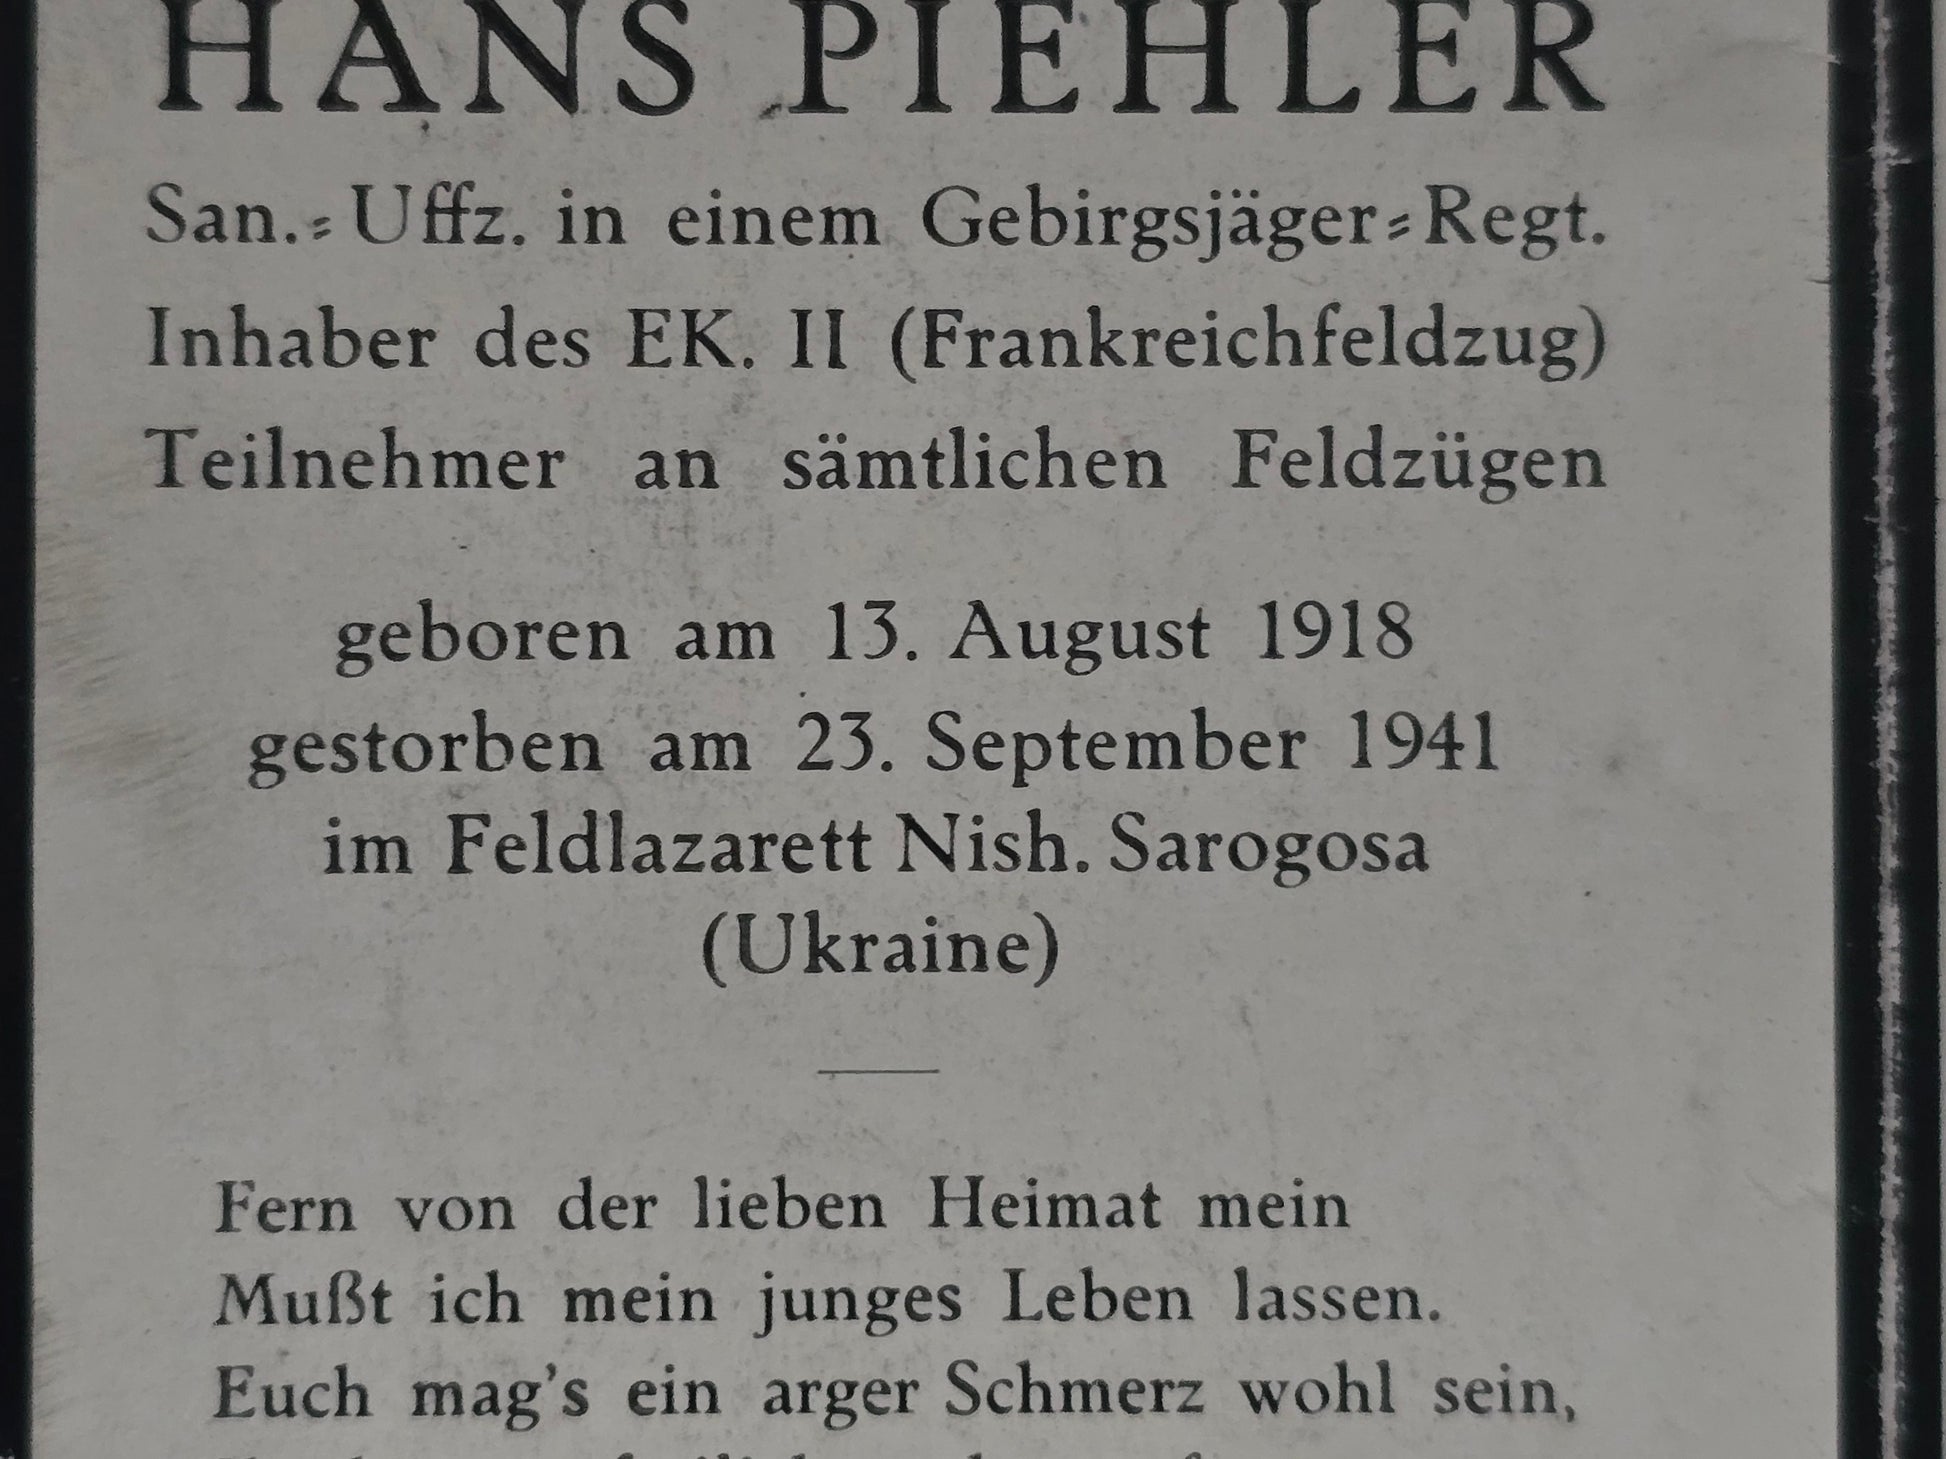 HANS PIEHLER
San.-Uffz. in einem Gebirgsjäger-Regt.
Inhaber des EK. II (Frankreichfeldzug)
Teilnehmer an sämtlichen Feldzügen
geboren am 13. August 1918
gestorben am 23. September 1941
im Feldlazarett Nish. Sarogosa
(Ukraine)
Fern von der lieben Heimat mein
Mußt ich mein junges Leben lassen.
Euch mag's ein arger Schmerz wohl sein,